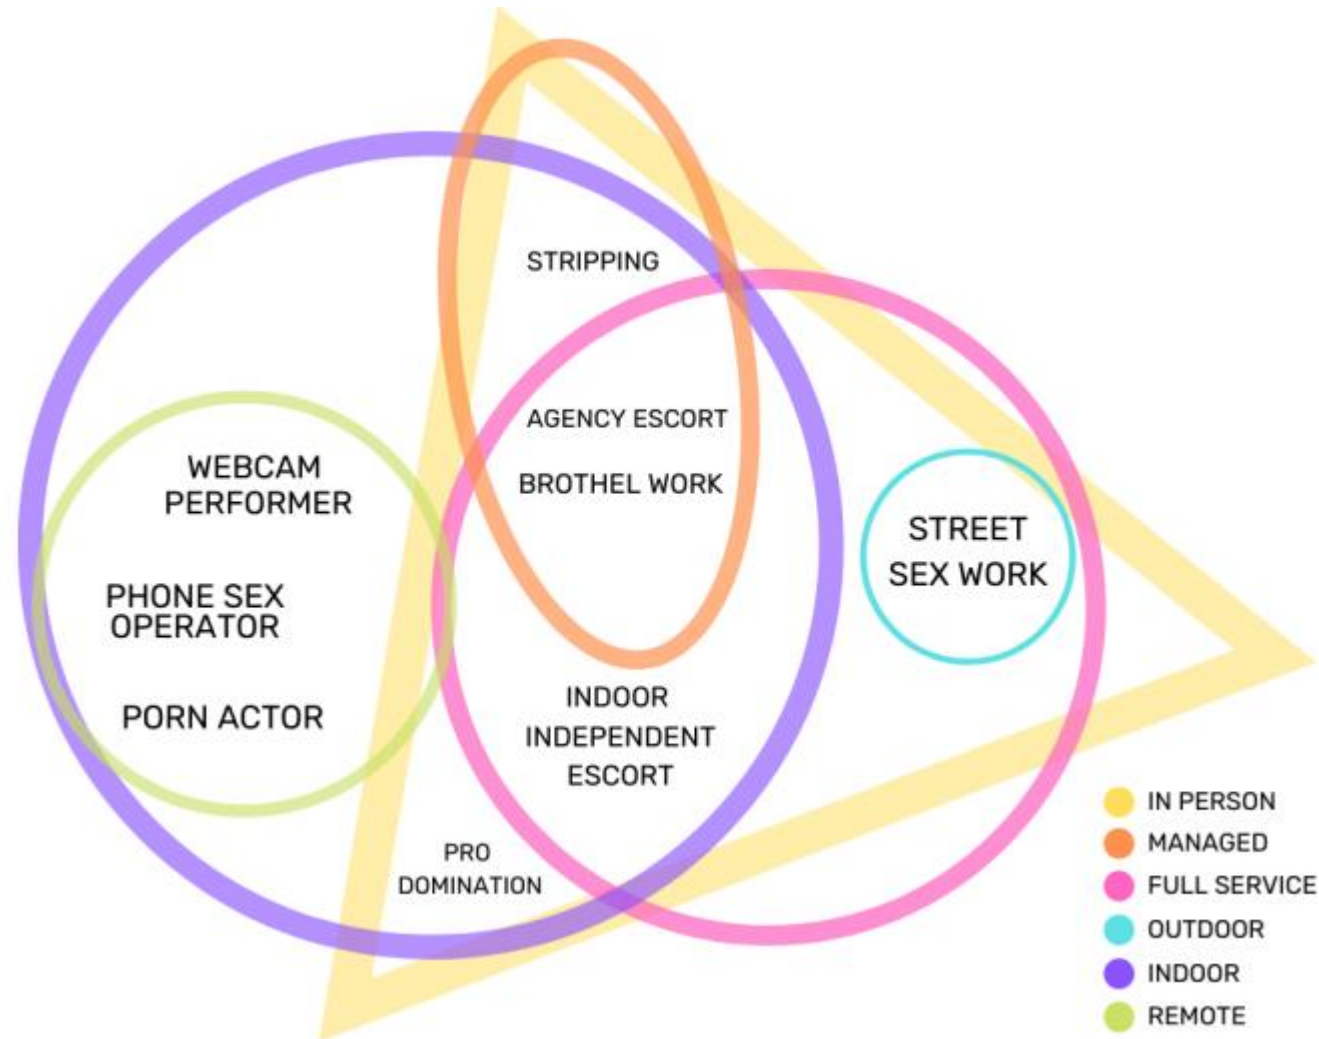 STRIPPING
AGENCY ESCORT
BROTHEL WORK
WEBCAM
PERFORMER
PHONE SEX
OPERATOR
PORN ACTOR
STREET
SEX WORK
INDOOR
INDEPENDENT
ESCORT
PRO
DOMINATION
IN PERSON
MANAGED
FULL SERVICE
OUTDOOR
INDOOR
REMOTE